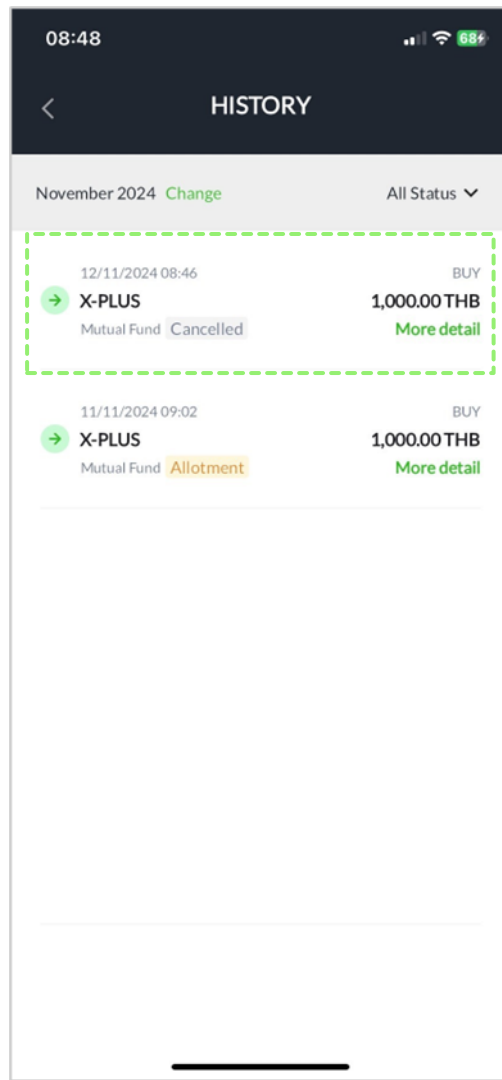 08:48 68
HISTORY
November 2024 Change All Status
12/11/2024 08:46 BUY
X-PLUS 1,000.00 THB
Mutual Fund Cancelled More detail
11/11/2024 09:02 BUY
X-PLUS 1,000.00 THB
Mutual Fund Allotment More detail